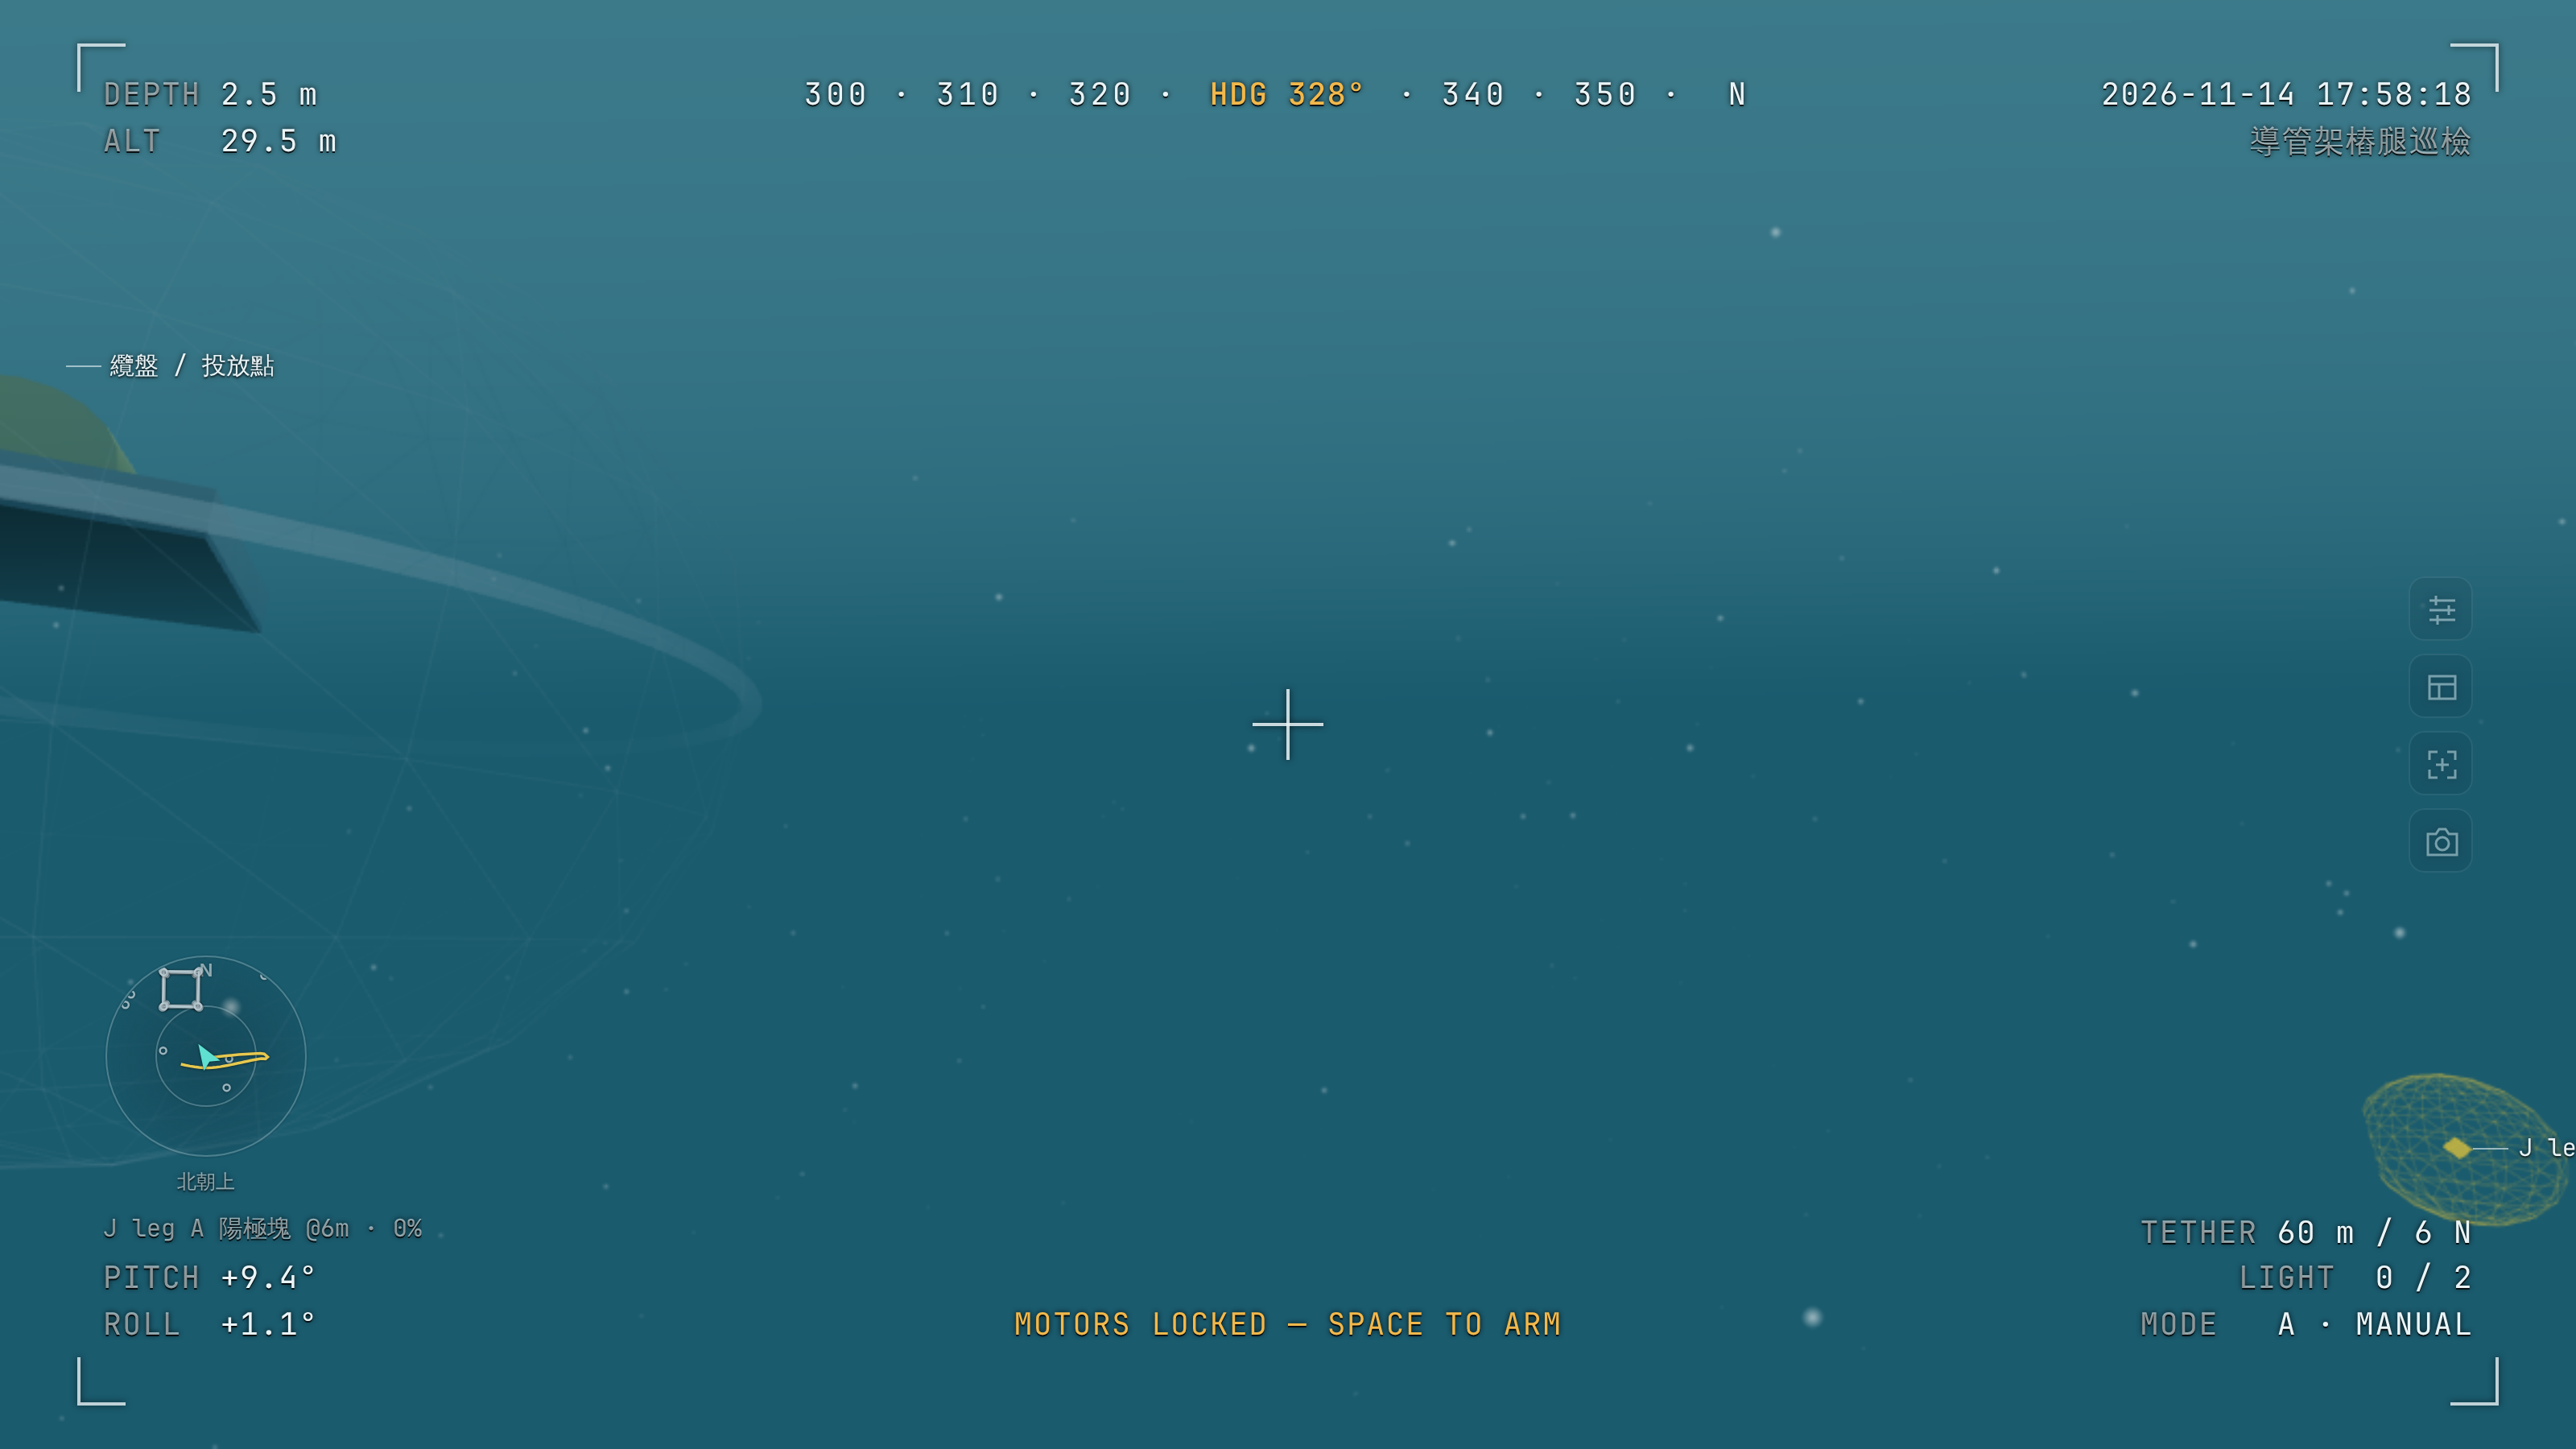 DEPTH 2.5 m
ALT 29.5 m
300 · 310 · 320 · HDG 328° · 340 · 350 · N
2026-11-14 17:58:18
導管架樁腿巡檢
纜盤 / 投放點
N
北朝上
J leg A 陽極塊 @6m · 0%
PITCH +9.4°
ROLL +1.1°
MOTORS LOCKED — SPACE TO ARM
J le
TETHER 60 m / 6 N
LIGHT 0 / 2
MODE A · MANUAL